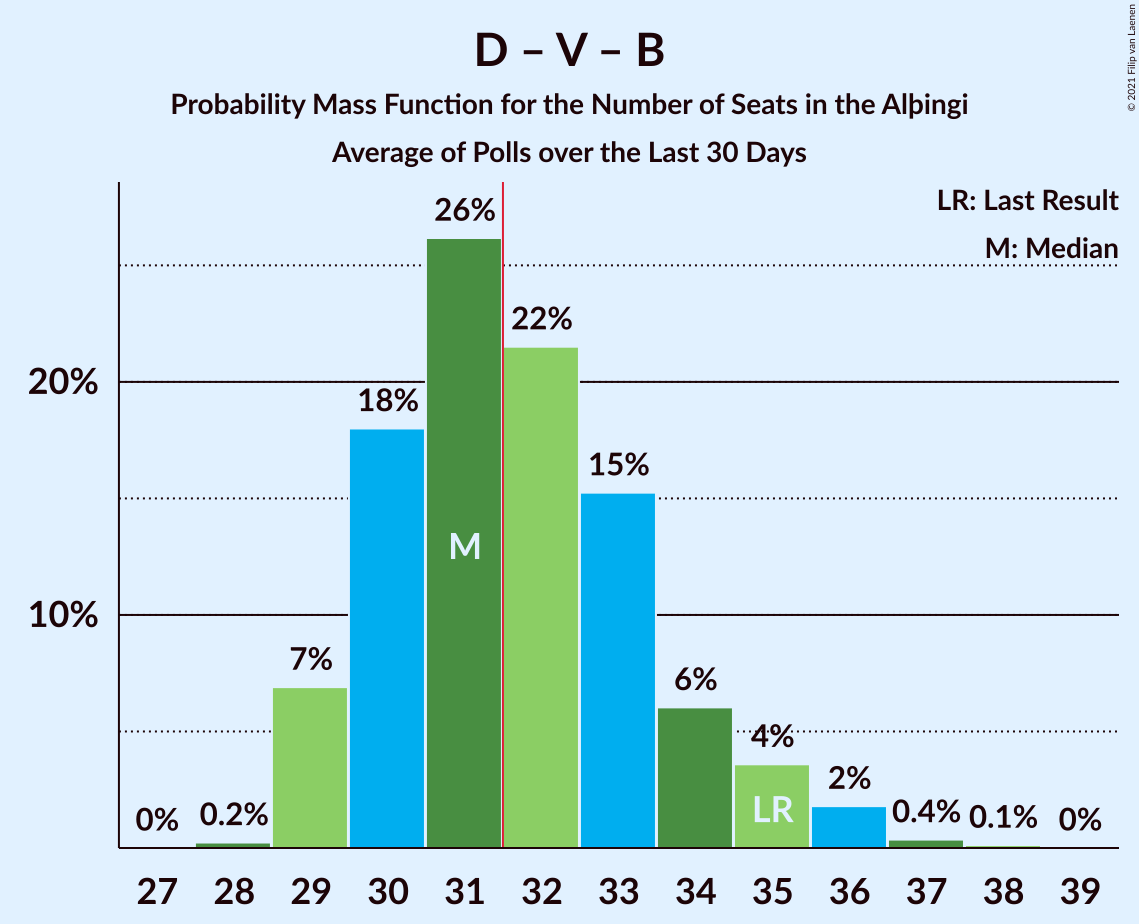 D – V – B
Probability Mass Function for the Number of Seats in the Alþingi
Average of Polls over the Last 30 Days
© 2021 Filip van Laenen
LR: Last Result
M: Median
26%
22%
20%
18%
15%
M
10%
7%
6%
4%
2%
LR
0%
0.2%
0.4%
0.1%
0%
27 28 29 30 31 32 33 34 35 36 37 38 39